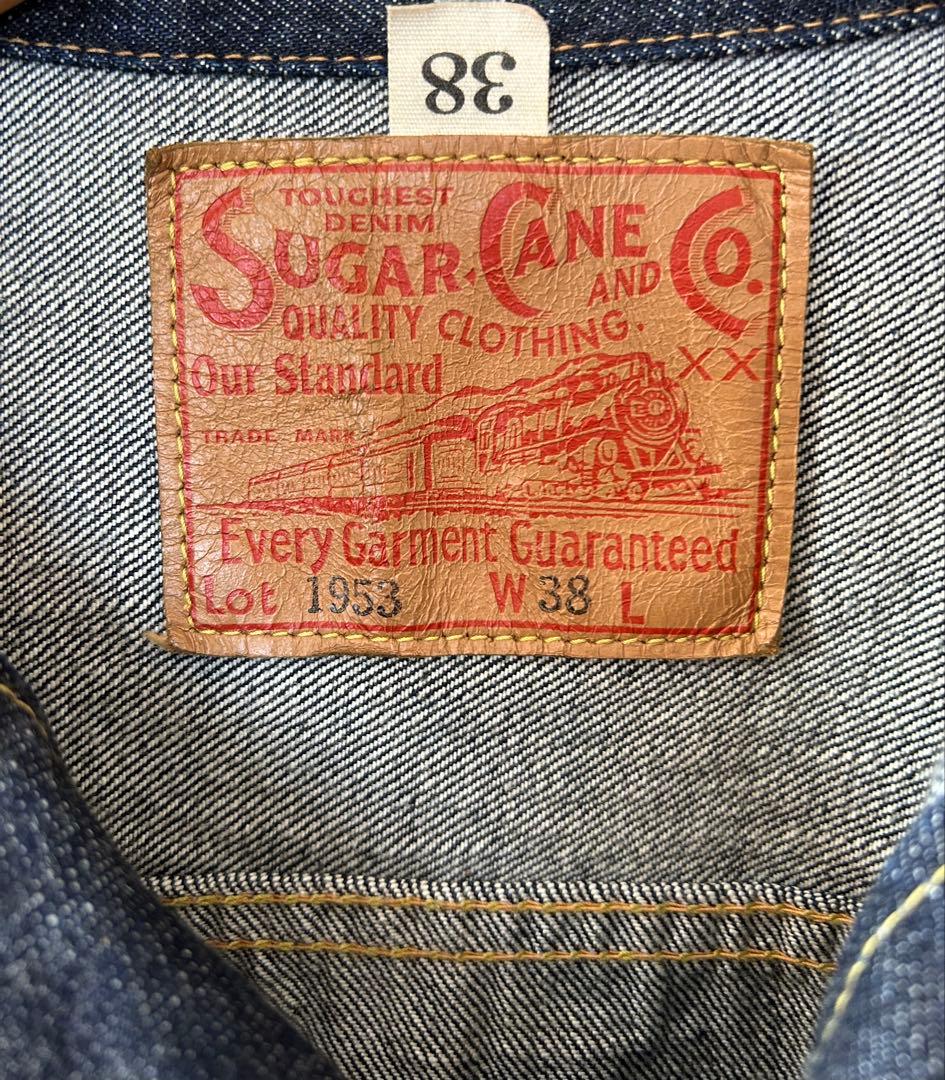 38
TOUGHEST
DENIM
SUGAR CANE CO.
AND
QUALITY CLOTHING.
Our Standard XX
TRADE MARK
Every Garment Guaranteed
Lot 1953 W 38 L